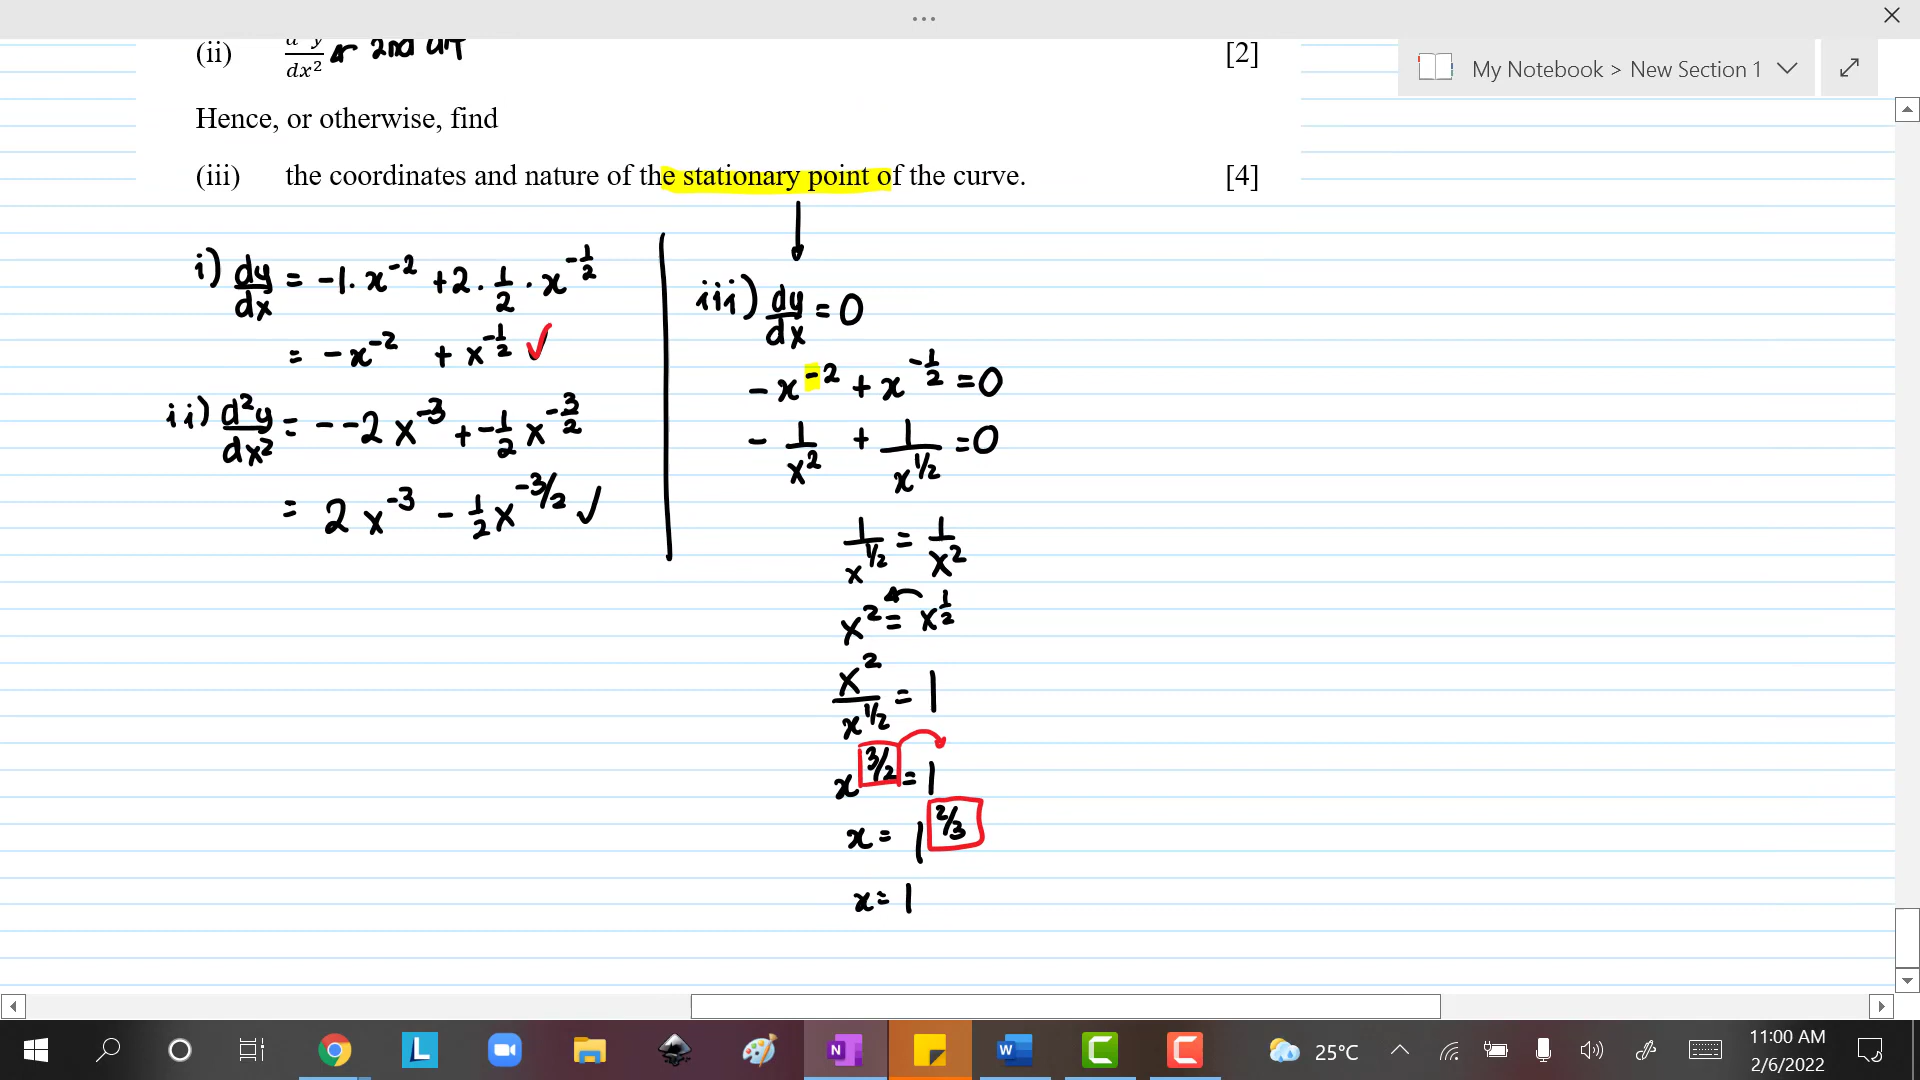 (ii) d²y/dx² or 2nd [2]
My Notebook > New Section 1
Hence, or otherwise, find
(iii) the coordinates and nature of the stationary point of the curve. [4]
i) dy/dx = -1 · x⁻² + 2 · 1/2 · x^(-1/2)
= -x⁻² + x^(-1/2) ✓
ii) d²y/dx² = - -2x⁻³ + -1/2 x^(-3/2)
= 2x⁻³ - 1/2 x^(-3/2) ✓
iii) dy/dx = 0
-x⁻² + x^(-1/2) = 0
- 1/x² + 1/x^(1/2) = 0
1/x^(1/2) = 1/x²
x² = x^(1/2)
x²/x^(1/2) = 1
x^(3/2) = 1
x = 1^(2/3)
x = 1
25°C
11:00 AM
2/6/2022